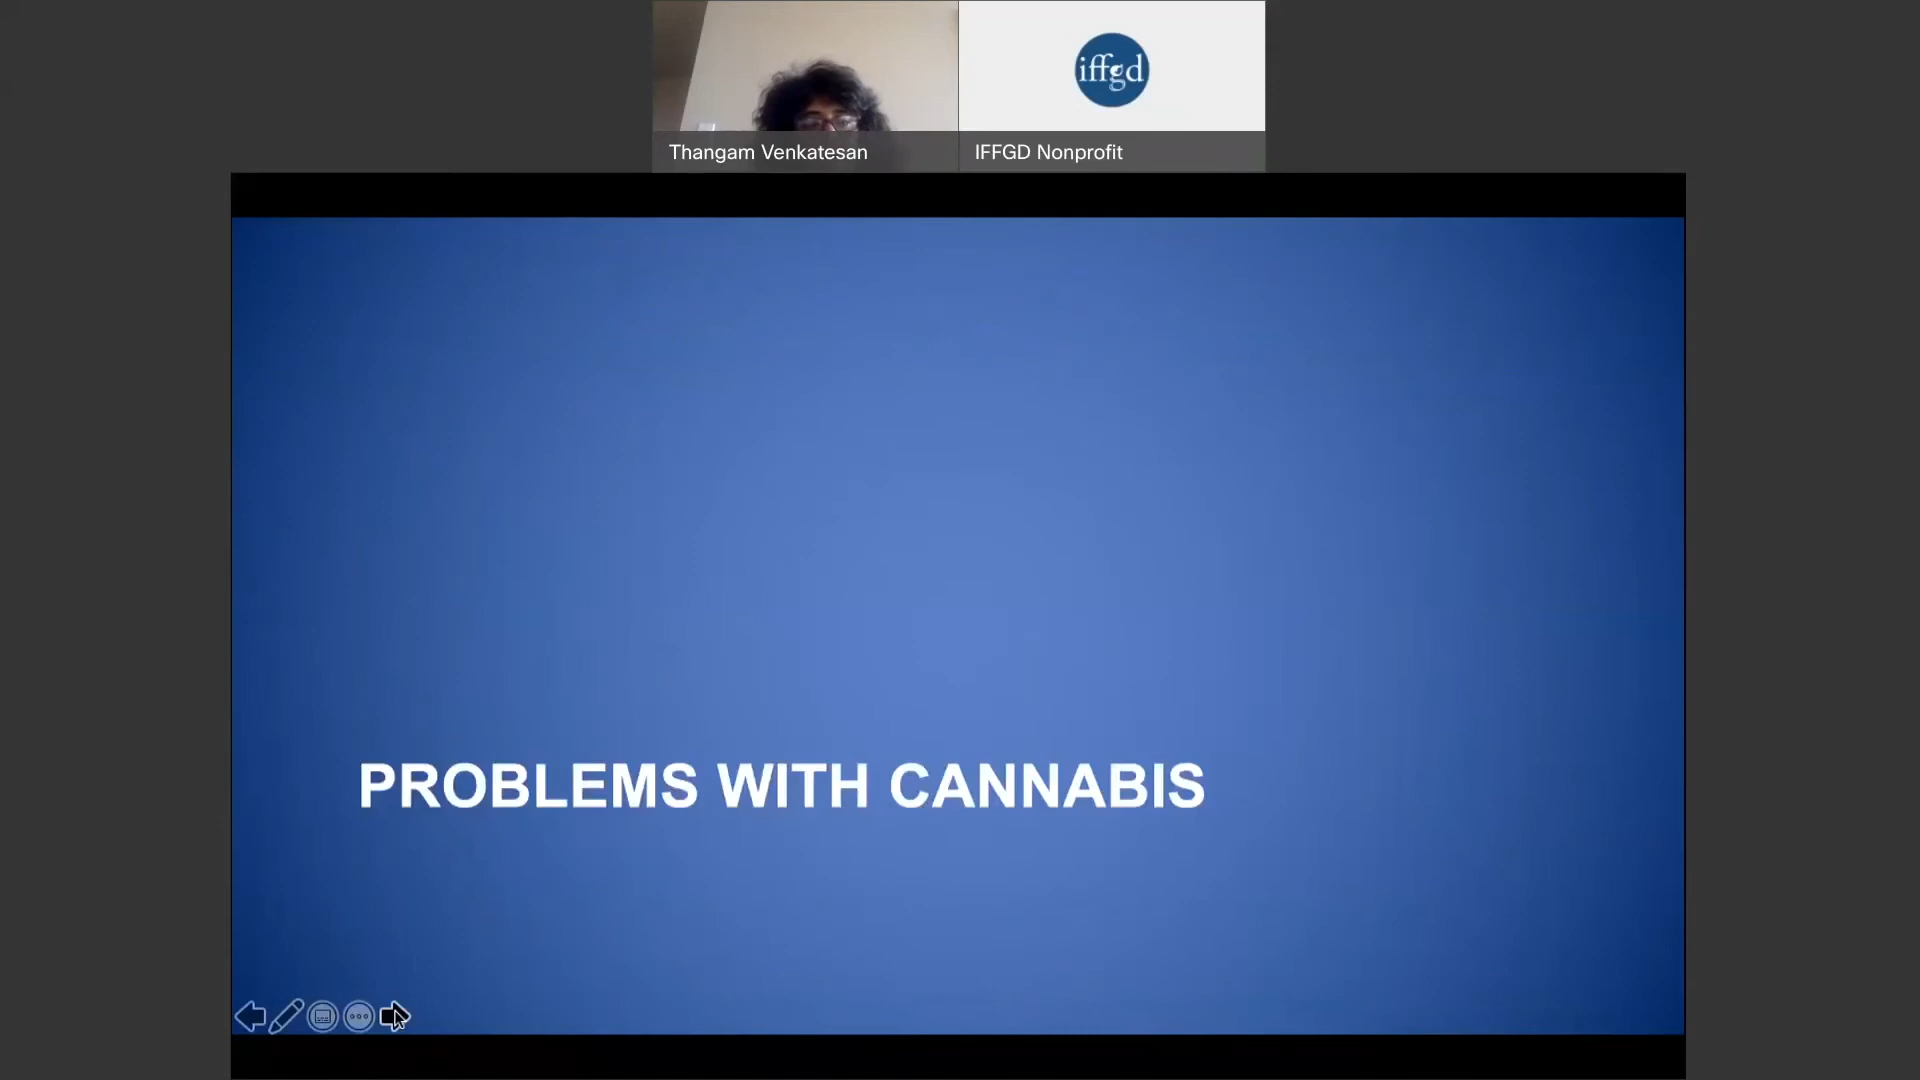 iffgd
Thangam Venkatesan
IFFGD Nonprofit
PROBLEMS WITH CANNABIS